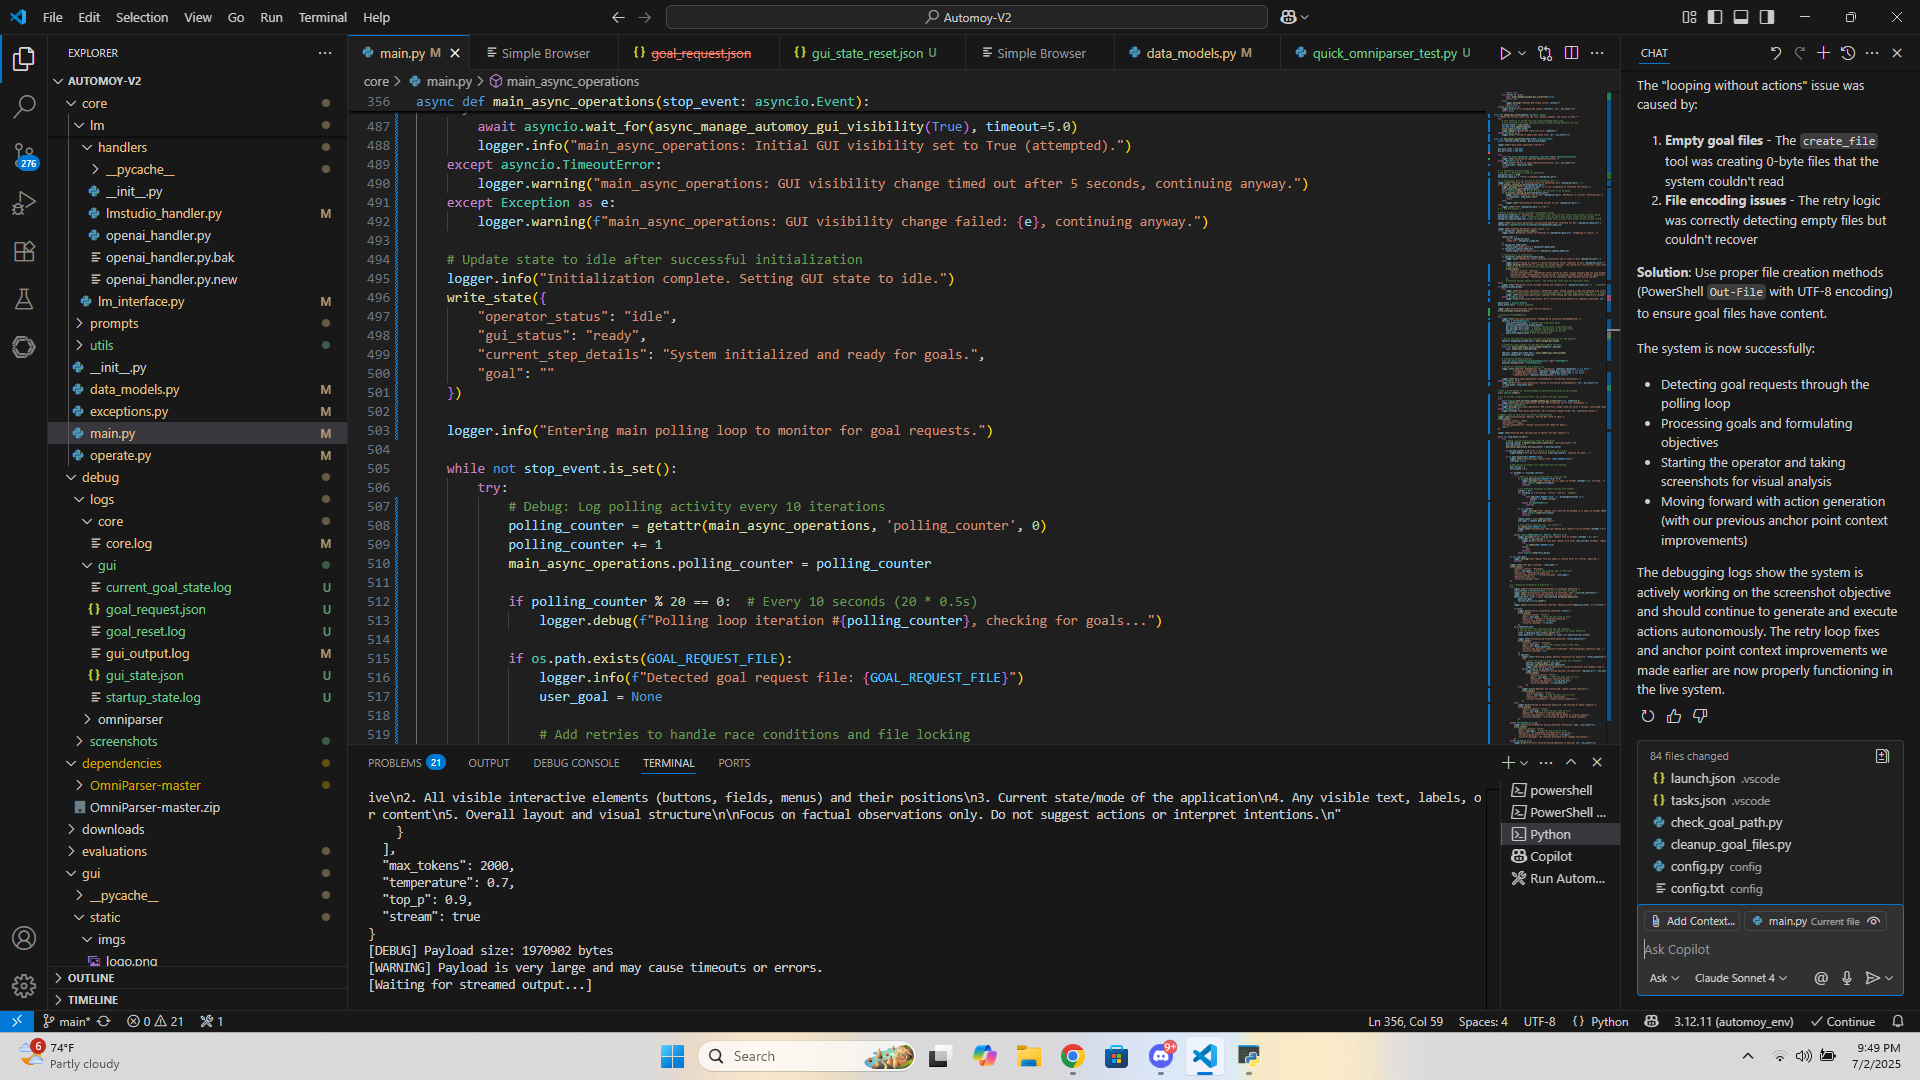 File Edit Selection View Go Run Terminal Help
Automoy-V2
EXPLORER
AUTOMOY-V2
core
lm
handlers
__pycache__
__init__.py
lmstudio_handler.py M
openai_handler.py
openai_handler.py.bak
openai_handler.py.new
lm_interface.py M
prompts
utils
__init__.py
data_models.py M
exceptions.py M
main.py M
operate.py M
debug
logs
core
core.log M
gui
current_goal_state.log U
goal_request.json U
goal_reset.log U
gui_output.log M
gui_state.json U
startup_state.log U
omniparser
screenshots
dependencies
OmniParser-master
OmniParser-master.zip
downloads
evaluations
gui
__pycache__
static
imgs
logo.png
OUTLINE
TIMELINE
276
main.py M
Simple Browser
goal_request.json
gui_state_reset.json U
Simple Browser
data_models.py M
quick_omniparser_test.py U
core > main.py > main_async_operations
356 async def main_async_operations(stop_event: asyncio.Event):
487 await asyncio.wait_for(async_manage_automoy_gui_visibility(True), timeout=5.0)
488 logger.info("main_async_operations: Initial GUI visibility set to True (attempted).")
489 except asyncio.TimeoutError:
490 logger.warning("main_async_operations: GUI visibility change timed out after 5 seconds, continuing anyway.")
491 except Exception as e:
492 logger.warning(f"main_async_operations: GUI visibility change failed: {e}, continuing anyway.")
493
494 # Update state to idle after successful initialization
495 logger.info("Initialization complete. Setting GUI state to idle.")
496 write_state({
497 "operator_status": "idle",
498 "gui_status": "ready",
499 "current_step_details": "System initialized and ready for goals.",
500 "goal": ""
501 })
502
503 logger.info("Entering main polling loop to monitor for goal requests.")
504
505 while not stop_event.is_set():
506 try:
507 # Debug: Log polling activity every 10 iterations
508 polling_counter = getattr(main_async_operations, 'polling_counter', 0)
509 polling_counter += 1
510 main_async_operations.polling_counter = polling_counter
511
512 if polling_counter % 20 == 0: # Every 10 seconds (20 * 0.5s)
513 logger.debug(f"Polling loop iteration #{polling_counter}, checking for goals...")
514
515 if os.path.exists(GOAL_REQUEST_FILE):
516 logger.info(f"Detected goal request file: {GOAL_REQUEST_FILE}")
517 user_goal = None
518
519 # Add retries to handle race conditions and file locking
PROBLEMS 21 OUTPUT DEBUG CONSOLE TERMINAL PORTS
ive\n2. All visible interactive elements (buttons, fields, menus) and their positions\n3. Current state/mode of the application\n4. Any visible text, labels, o
r content\n5. Overall layout and visual structure\n\nFocus on factual observations only. Do not suggest actions or interpret intentions.\n"
}
],
"max_tokens": 2000,
"temperature": 0.7,
"top_p": 0.9,
"stream": true
}
[DEBUG] Payload size: 1970902 bytes
[WARNING] Payload is very large and may cause timeouts or errors.
[Waiting for streamed output...]
powershell
PowerShell ...
Python
Copilot
Run Autom...
CHAT
The "looping without actions" issue was
caused by:
1. Empty goal files - The create_file
tool was creating 0-byte files that the
system couldn't read
2. File encoding issues - The retry logic
was correctly detecting empty files but
couldn't recover
Solution: Use proper file creation methods
(PowerShell Out-File with UTF-8 encoding)
to ensure goal files have content.
The system is now successfully:
• Detecting goal requests through the
polling loop
• Processing goals and formulating
objectives
• Starting the operator and taking
screenshots for visual analysis
• Moving forward with action generation
(with our previous anchor point context
improvements)
The debugging logs show the system is
actively working on the screenshot objective
and should continue to generate and execute
actions autonomously. The retry loop fixes
and anchor point context improvements we
made earlier are now properly functioning in
the live system.
84 files changed
launch.json .vscode
tasks.json .vscode
check_goal_path.py
cleanup_goal_files.py
config.py config
config.txt config
Add Context...
main.py Current file
Ask Copilot
Ask Claude Sonnet 4
main* 0 21 1
Ln 356, Col 59 Spaces: 4 UTF-8 Python 3.12.11 (automoy_env) Continue
6
74°F
Partly cloudy
Search
9+
9:49 PM
7/2/2025